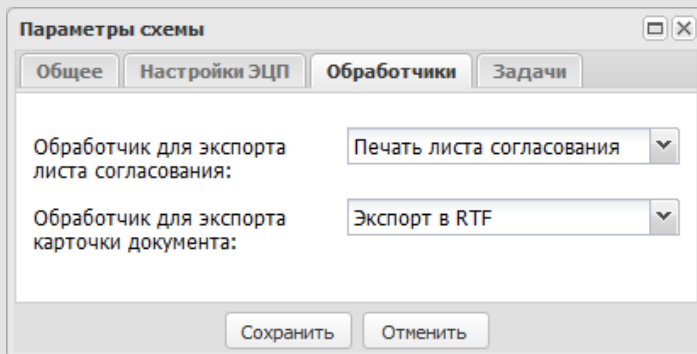 Параметры схемы
Общее Настройки ЭЦП Обработчики Задачи
Обработчик для экспорта
листа согласования:
Печать листа согласования
Обработчик для экспорта
карточки документа:
Экспорт в RTF
Сохранить Отменить